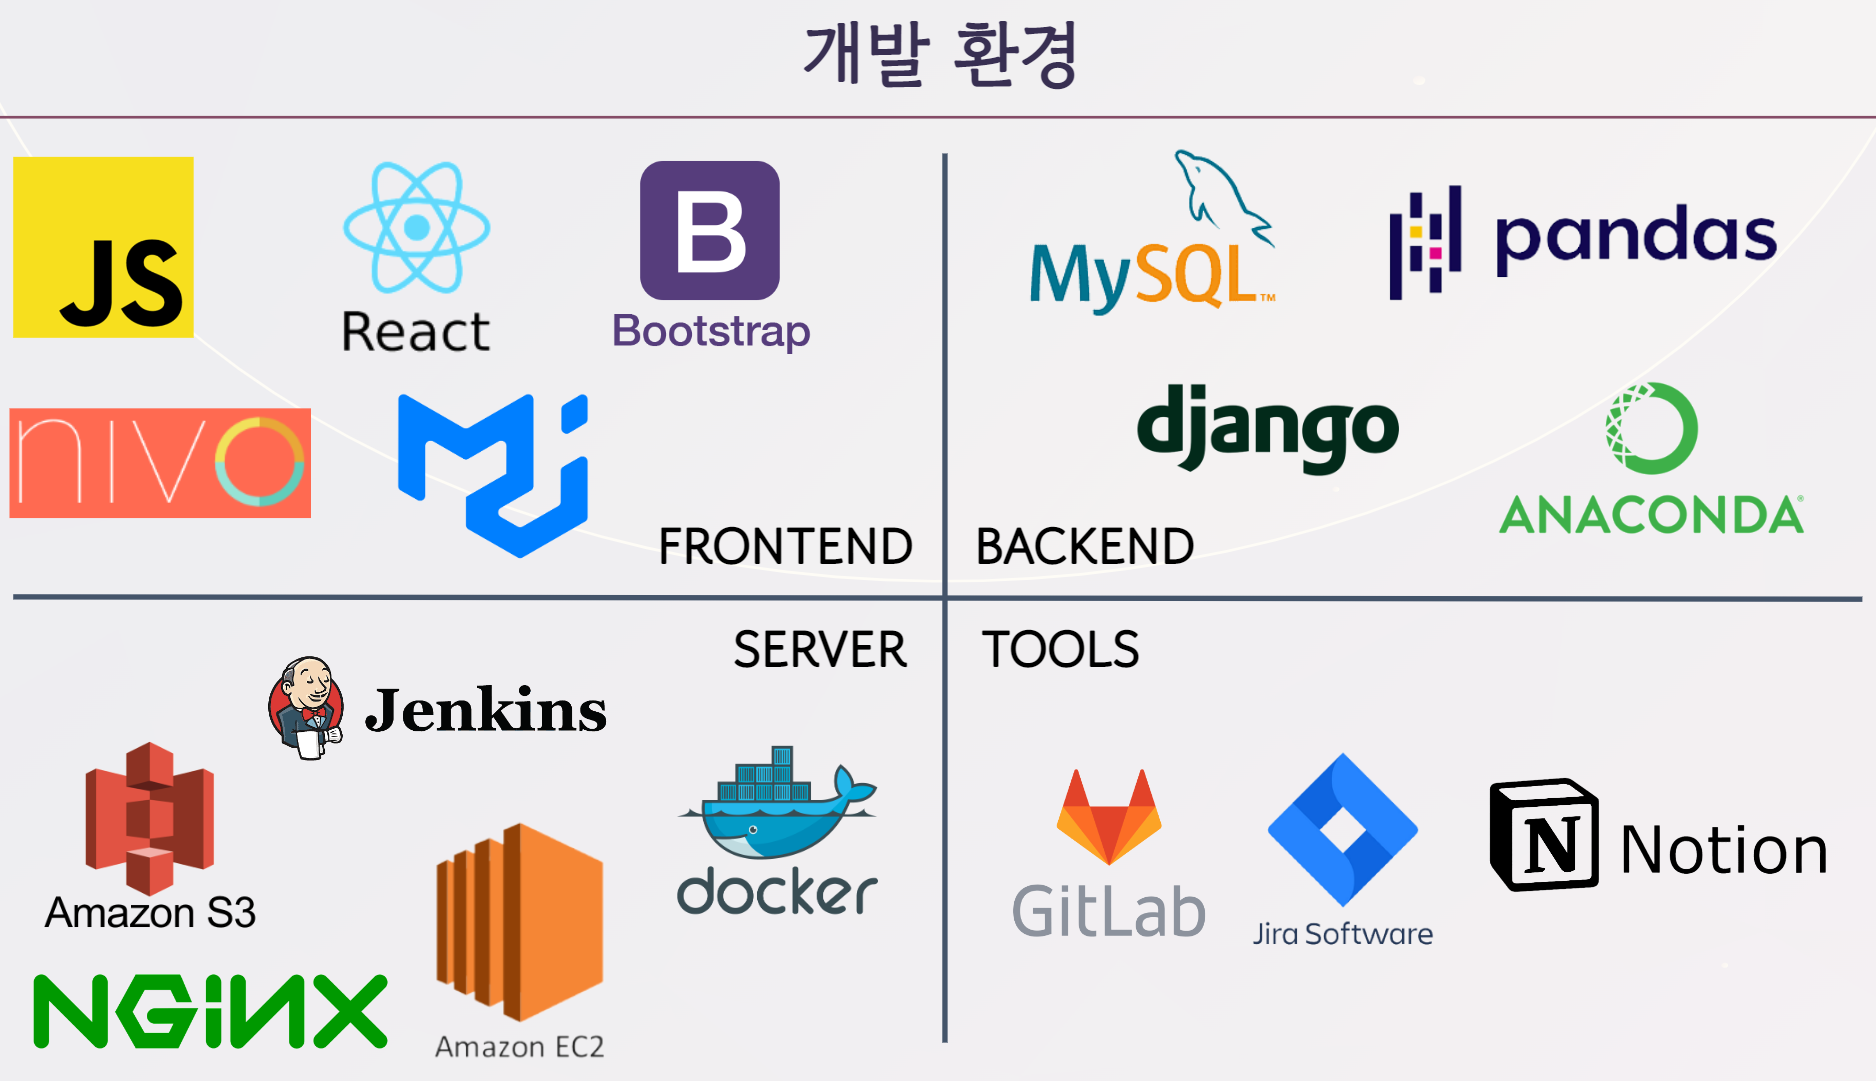 개발 환경
JS
React
B
Bootstrap
nivo
FRONTEND
MySQL™
pandas
django
ANACONDA®
BACKEND
SERVER
Jenkins
Amazon S3
docker
NGINX
Amazon EC2
TOOLS
GitLab
Jira Software
N Notion